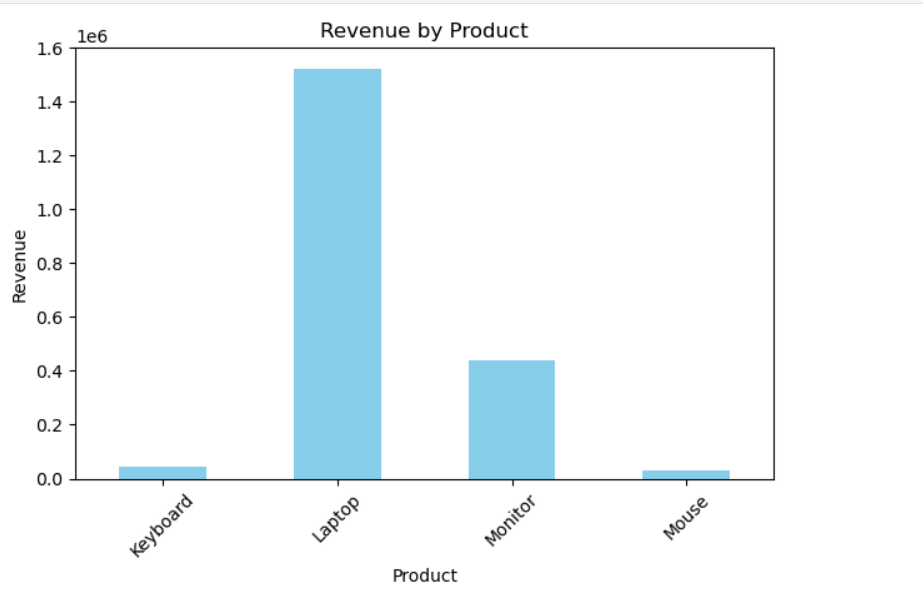 Revenue by Product
1e6
1.6
1.4
1.2
1.0
0.8
0.6
0.4
0.2
0.0
Revenue
Keyboard
Laptop
Monitor
Mouse
Product